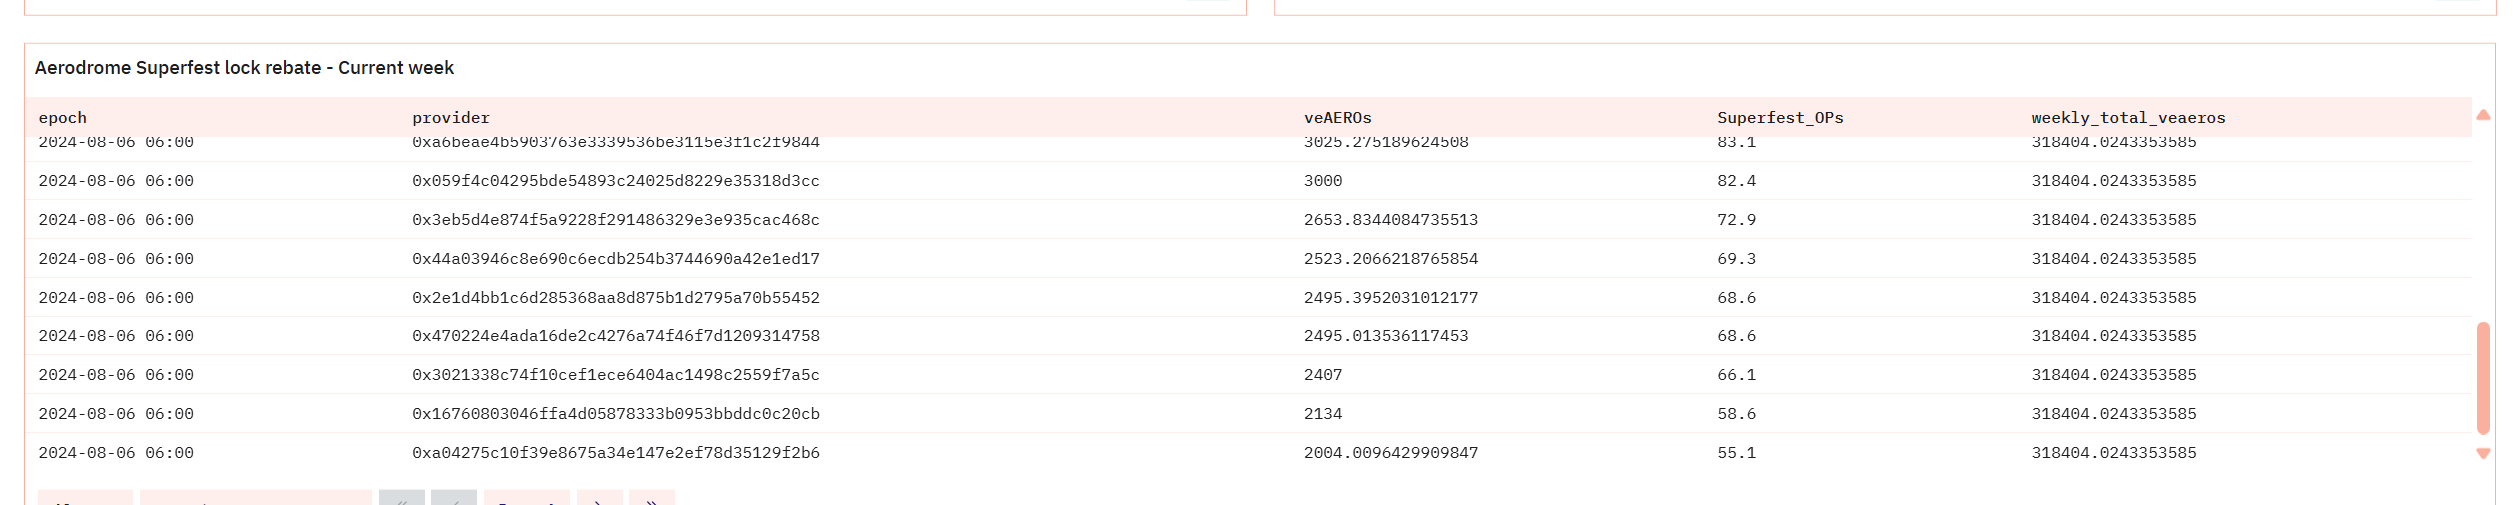 Aerodrome Superfest lock rebate - Current week
epoch provider veAEROs Superfest_OPs weekly_total_veaeros
2024-08-06 06:00 0xa6beae4b5903763e3339536be3115e3f1c2f9844 3025.275189624508 83.1 318404.0243353585
2024-08-06 06:00 0x059f4c04295bde54893c24025d8229e35318d3cc 3000 82.4 318404.0243353585
2024-08-06 06:00 0x3eb5d4e874f5a9228f291486329e3e935cac468c 2653.8344084735513 72.9 318404.0243353585
2024-08-06 06:00 0x44a03946c8e690c6ecdb254b3744690a42e1ed17 2523.2066218765854 69.3 318404.0243353585
2024-08-06 06:00 0x2e1d4bb1c6d285368aa8d875b1d2795a70b55452 2495.3952031012177 68.6 318404.0243353585
2024-08-06 06:00 0x470224e4ada16de2c4276a74f46f7d1209314758 2495.013536117453 68.6 318404.0243353585
2024-08-06 06:00 0x3021338c74f10cef1ece6404ac1498c2559f7a5c 2407 66.1 318404.0243353585
2024-08-06 06:00 0x16760803046ffa4d05878333b0953bbddc0c20cb 2134 58.6 318404.0243353585
2024-08-06 06:00 0xa04275c10f39e8675a34e147e2ef78d35129f2b6 2004.0096429909847 55.1 318404.0243353585